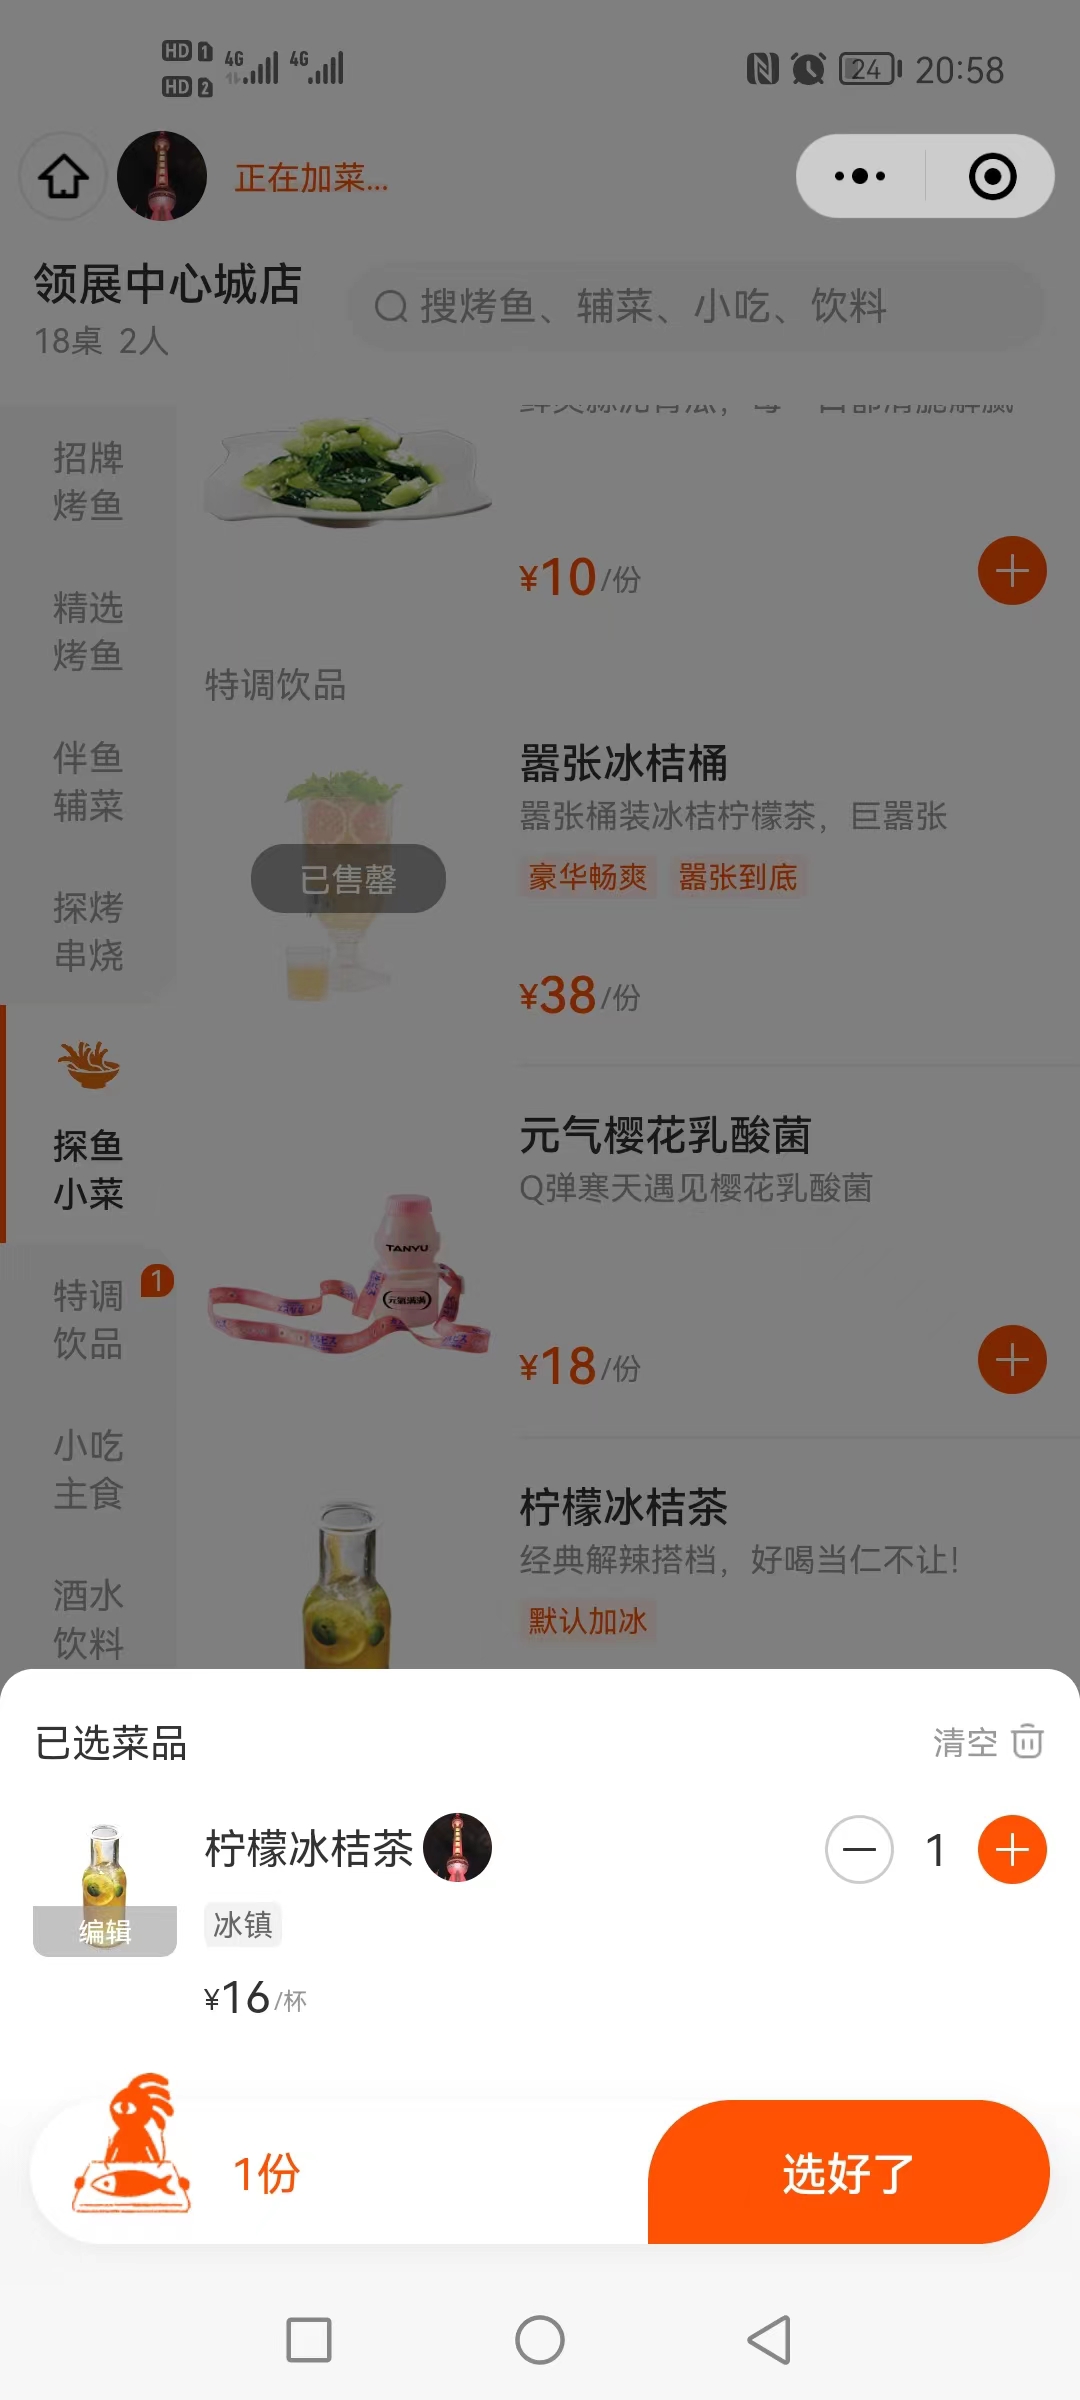 HD 1 4G 4G
HD 2
24 20:58
正在加菜...
领展中心城店
18桌 2人
搜烤鱼、辅菜、小吃、饮料
招牌
烤鱼
精选
烤鱼
伴鱼
辅菜
探烤
串烧
探鱼
小菜
特调
饮品
1
小吃
主食
酒水
饮料
¥10/份
特调饮品
已售罄
嚣张冰桔桶
嚣张桶装冰桔柠檬茶，巨嚣张
豪华畅爽 嚣张到底
¥38/份
元气樱花乳酸菌
Q弹寒天遇见樱花乳酸菌
TANYU
元气满满
¥18/份
柠檬冰桔茶
经典解辣搭档，好喝当仁不让！
默认加冰
已选菜品
清空
柠檬冰桔茶
编辑
冰镇
¥16/杯
1
1份
选好了